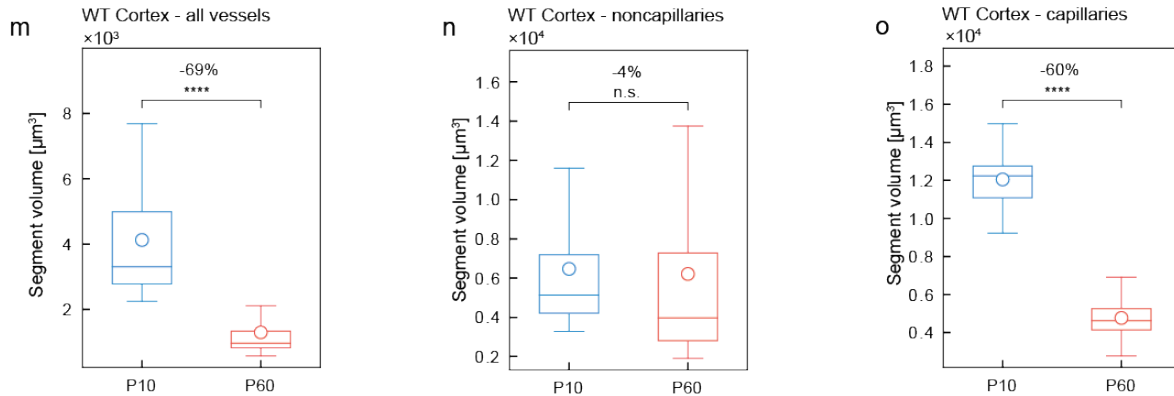 m
WT Cortex - all vessels
×10³
-69%
****
8
6
4
2
Segment volume [µm³]
P10
P60
n
WT Cortex - noncapillaries
×10⁴
-4%
n.s.
1.6
1.4
1.2
1.0
0.8
0.6
0.4
0.2
Segment volume [µm³]
P10
P60
o
WT Cortex - capillaries
×10⁴
-60%
****
1.8
1.6
1.4
1.2
1.0
0.8
0.6
0.4
Segment volume [µm³]
P10
P60